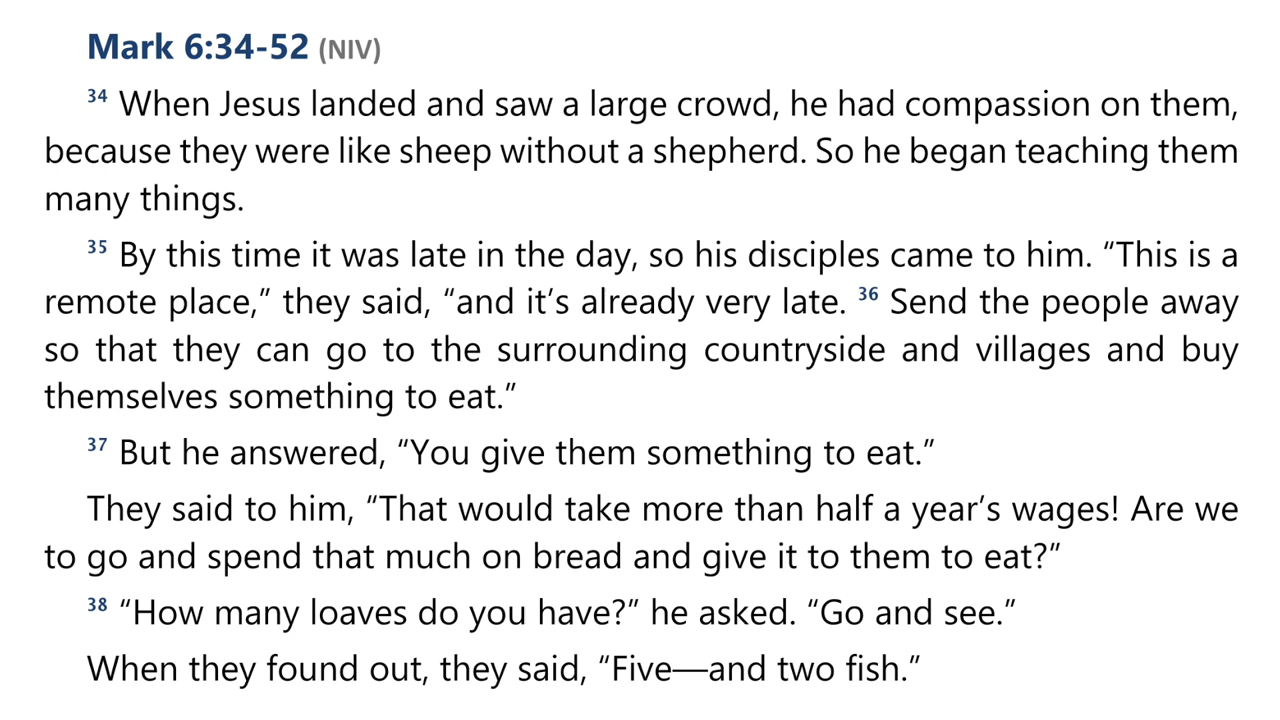 Mark 6:34-52 (NIV)
34 When Jesus landed and saw a large crowd, he had compassion on them,
because they were like sheep without a shepherd. So he began teaching them
many things.
35 By this time it was late in the day, so his disciples came to him. “This is a
remote place,” they said, “and it’s already very late. 36 Send the people away
so that they can go to the surrounding countryside and villages and buy
themselves something to eat.”
37 But he answered, “You give them something to eat.”
They said to him, “That would take more than half a year’s wages! Are we
to go and spend that much on bread and give it to them to eat?”
38 “How many loaves do you have?” he asked. “Go and see.”
When they found out, they said, “Five—and two fish.”